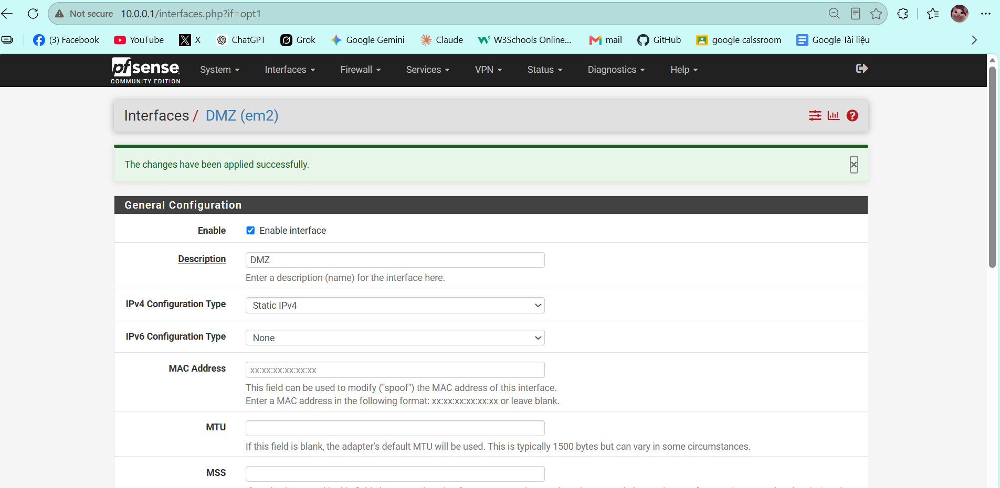 Not secure 10.0.0.1/interfaces.php?if=opt1
(3) Facebook YouTube X ChatGPT Grok Google Gemini Claude W3Schools Online... mail GitHub google calssroom Google Tài liệu
pfsense System Interfaces Firewall Services VPN Status Diagnostics Help
COMMUNITY EDITION
Interfaces / DMZ (em2)
The changes have been applied successfully.
General Configuration
Enable Enable interface
Description DMZ
Enter a description (name) for the interface here.
IPv4 Configuration Type Static IPv4
IPv6 Configuration Type None
MAC Address xx:xx:xx:xx:xx:xx
This field can be used to modify ("spoof") the MAC address of this interface.
Enter a MAC address in the following format: xx:xx:xx:xx:xx:xx or leave blank.
MTU
If this field is blank, the adapter's default MTU will be used. This is typically 1500 bytes but can vary in some circumstances.
MSS